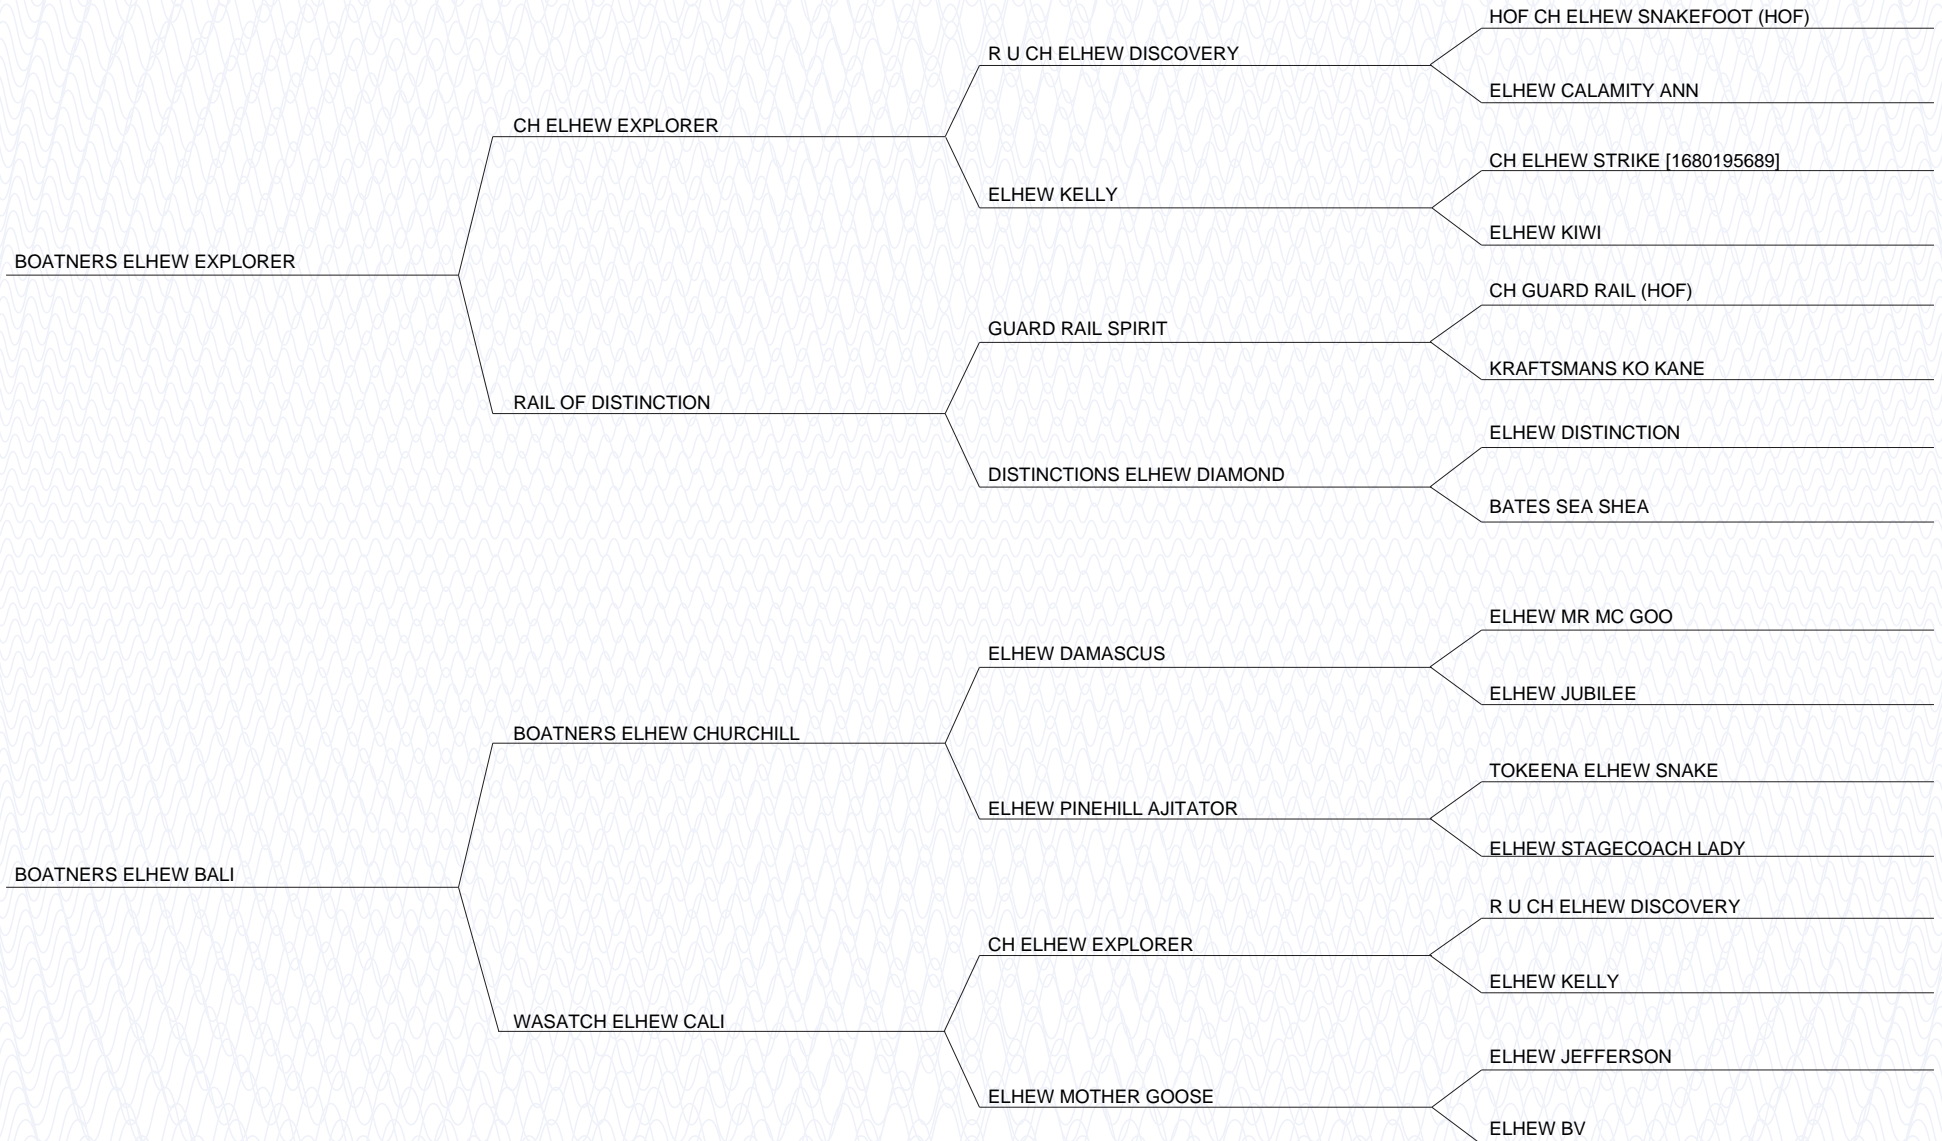 HOF CH ELHEW SNAKEFOOT (HOF)
R U CH ELHEW DISCOVERY
ELHEW CALAMITY ANN
CH ELHEW EXPLORER
CH ELHEW STRIKE [1680195689]
ELHEW KELLY
ELHEW KIWI
BOATNERS ELHEW EXPLORER
CH GUARD RAIL (HOF)
GUARD RAIL SPIRIT
KRAFTSMANS KO KANE
RAIL OF DISTINCTION
ELHEW DISTINCTION
DISTINCTIONS ELHEW DIAMOND
BATES SEA SHEA
ELHEW MR MC GOO
ELHEW DAMASCUS
ELHEW JUBILEE
BOATNERS ELHEW CHURCHILL
TOKEENA ELHEW SNAKE
ELHEW PINEHILL AJITATOR
ELHEW STAGECOACH LADY
BOATNERS ELHEW BALI
R U CH ELHEW DISCOVERY
CH ELHEW EXPLORER
ELHEW KELLY
WASATCH ELHEW CALI
ELHEW JEFFERSON
ELHEW MOTHER GOOSE
ELHEW BV